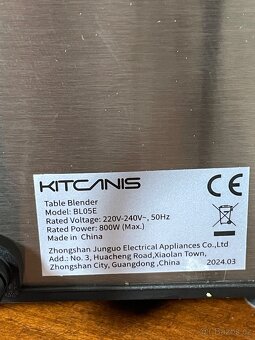 KITCANIS
CE
Table Blender
Model: BL05E
Rated Voltage: 220V-240V~, 50Hz
Rated Power: 800W (Max.)
Made in China
Zhongshan Junguo Electrical Appliances Co.,Ltd
Add.: No. 3, Huacheng Road,Xiaolan Town,
Zhongshan City, Guangdong ,China
2024.03